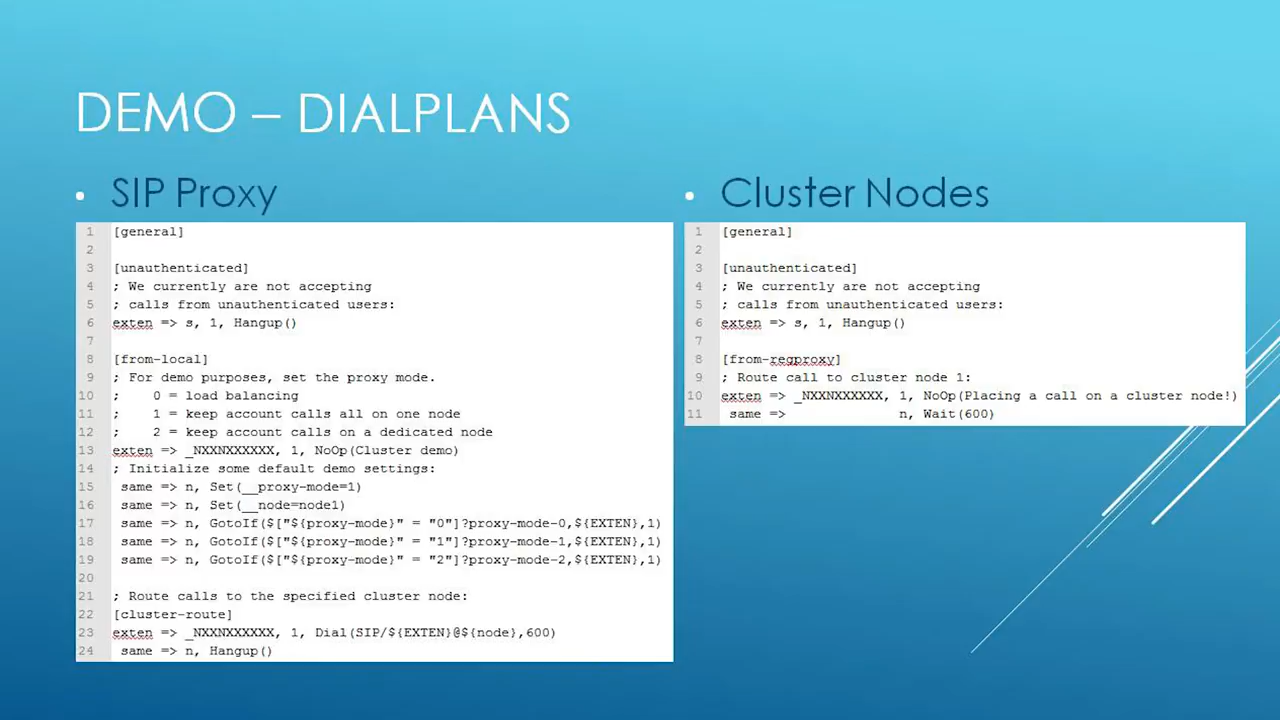 DEMO – DIALPLANS
• SIP Proxy
1 [general]
2
3 [unauthenticated]
4 ; We currently are not accepting
5 ; calls from unauthenticated users:
6 exten => s, 1, Hangup()
7
8 [from-local]
9 ; For demo purposes, set the proxy mode.
10 ;    0 = load balancing
11 ;    1 = keep account calls all on one node
12 ;    2 = keep account calls on a dedicated node
13 exten => _NXXNXXXXXX, 1, NoOp(Cluster demo)
14 ; Initialize some default demo settings:
15  same => n, Set(__proxy-mode=1)
16  same => n, Set(__node=node1)
17  same => n, GotoIf($["${proxy-mode}" = "0"]?proxy-mode-0,${EXTEN},1)
18  same => n, GotoIf($["${proxy-mode}" = "1"]?proxy-mode-1,${EXTEN},1)
19  same => n, GotoIf($["${proxy-mode}" = "2"]?proxy-mode-2,${EXTEN},1)
20
21 ; Route calls to the specified cluster node:
22 [cluster-route]
23 exten => _NXXNXXXXXX, 1, Dial(SIP/${EXTEN}@${node},600)
24  same => n, Hangup()
• Cluster Nodes
1 [general]
2
3 [unauthenticated]
4 ; We currently are not accepting
5 ; calls from unauthenticated users:
6 exten => s, 1, Hangup()
7
8 [from-regproxy]
9 ; Route call to cluster node 1:
10 exten => _NXXNXXXXXX, 1, NoOp(Placing a call on a cluster node!)
11  same =>              n, Wait(600)